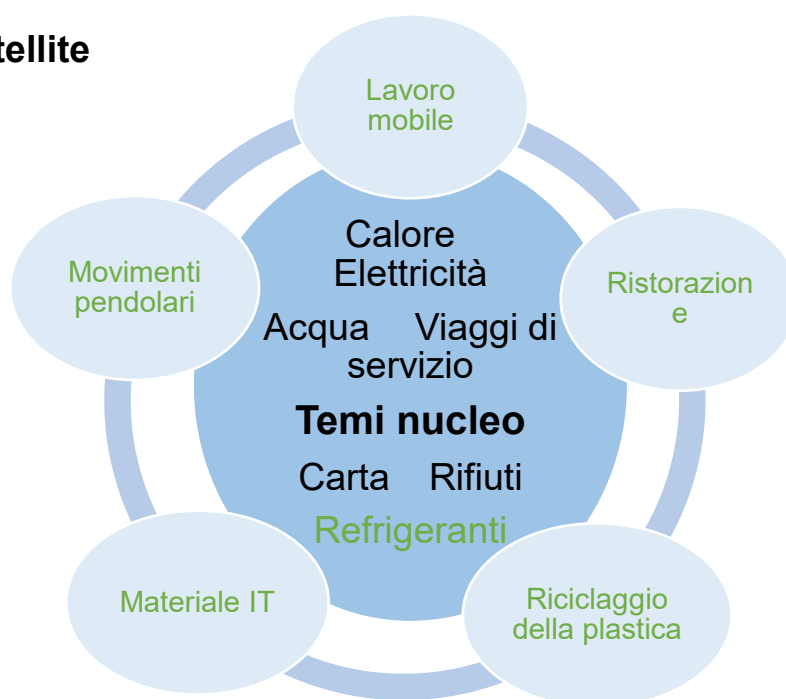 tellite
Lavoro
mobile
Calore
Elettricità
Movimenti
pendolari
Ristorazion
e
Acqua Viaggi di
servizio
Temi nucleo
Carta Rifiuti
Refrigeranti
Materiale IT
Riciclaggio
della plastica